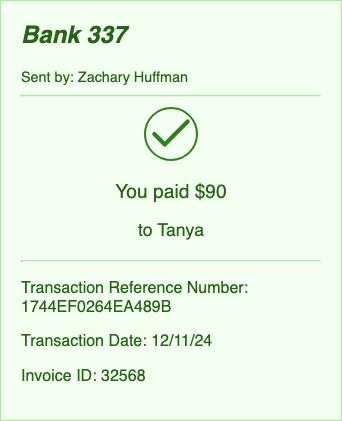 Bank 337
Sent by: Zachary Huffman
You paid $90
to Tanya
Transaction Reference Number:
1744EF0264EA489B
Transaction Date: 12/11/24
Invoice ID: 32568